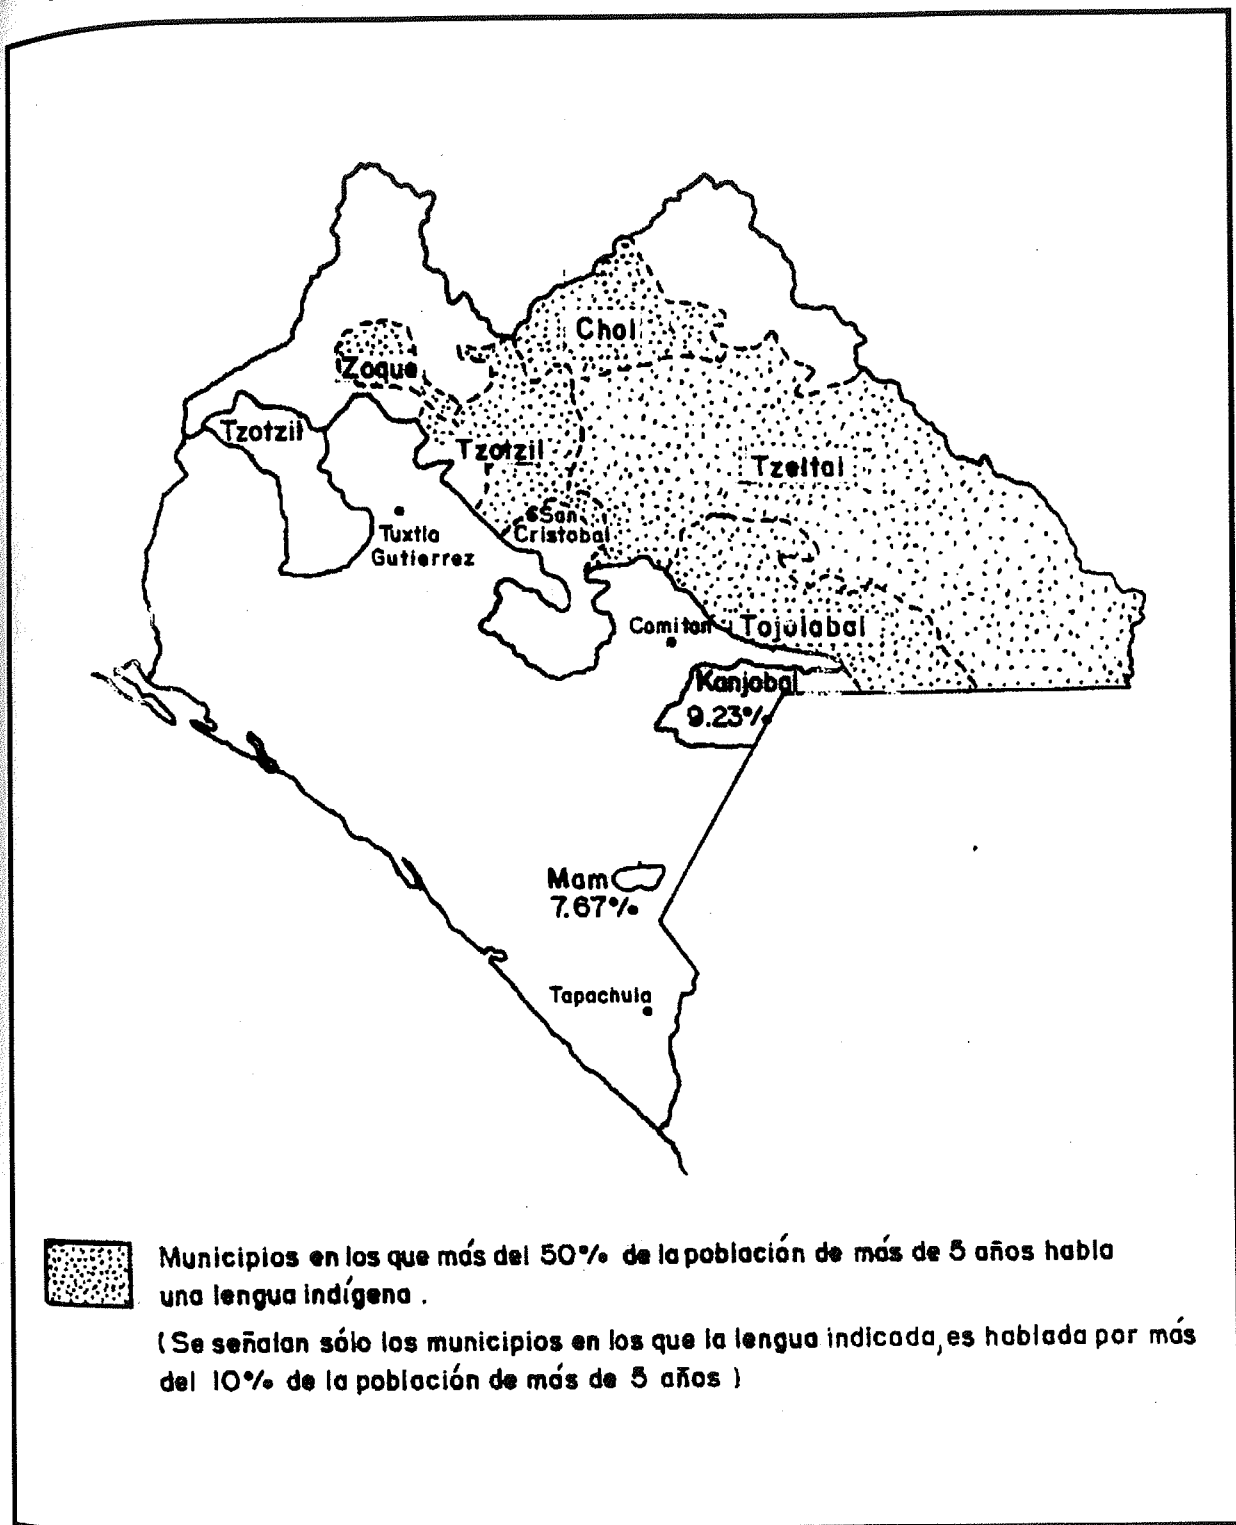 Chol
Zoque
Tzotzil
Tzotzil
Tzeltal
San
Cristobal
Tuxtla
Gutierrez
Comitan
Tojolabal
Kanjobal
9.23%
Mam
7.67%
Tapachula
Municipios en los que más del 50% de la población de más de 5 años habla
una lengua indígena.
(Se señalan sólo los municipios en los que la lengua indicada, es hablada por más
del 10% de la población de más de 5 años)